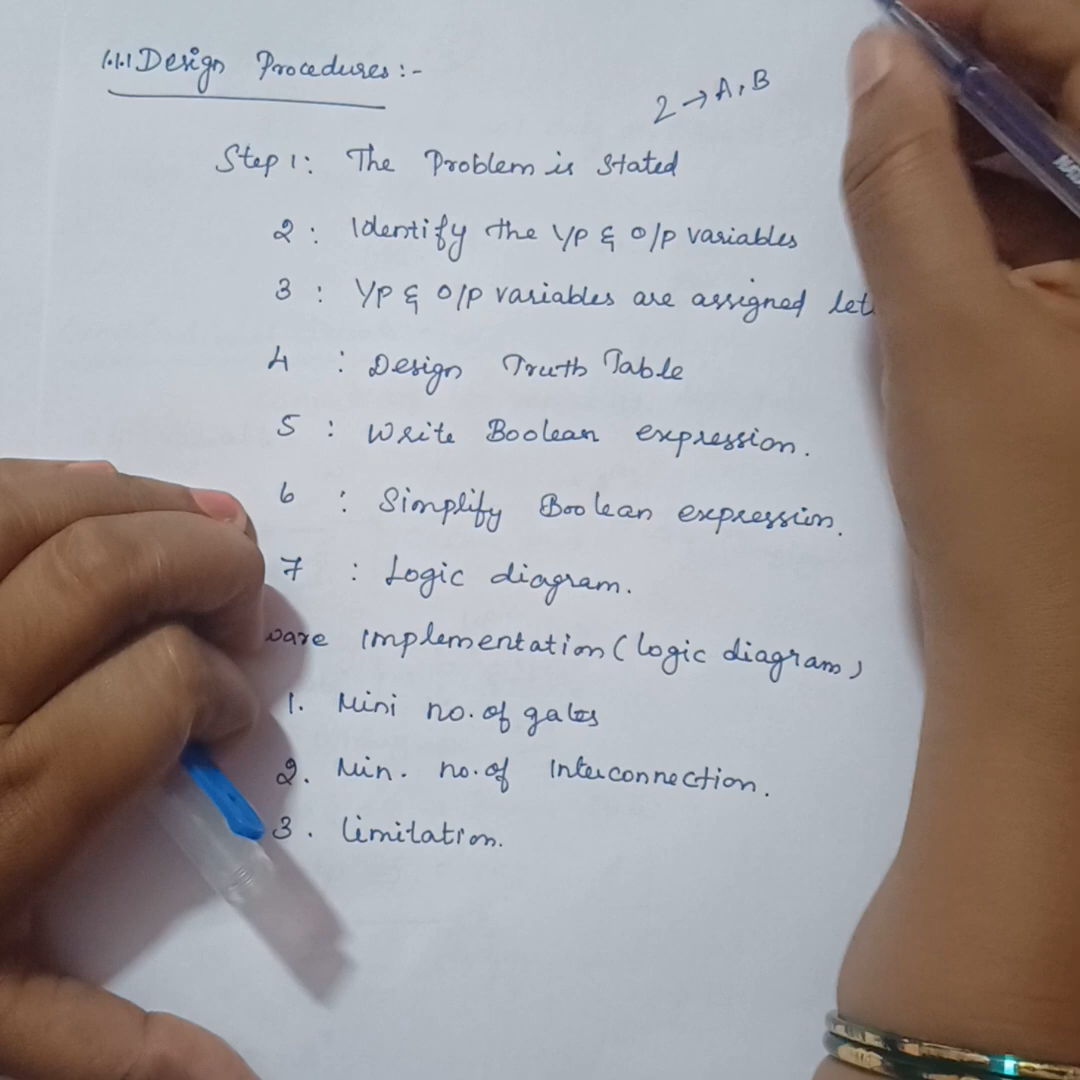 1.1.1 Design Procedures :-
2 → A, B
Step 1: The Problem is stated
2 : Identify the I/P & O/P variables
3 : I/P & O/P variables are assigned let
4 : Design Truth Table
5 : Write Boolean expression.
6 : Simplify Boolean expression.
7 : Logic diagram.
ware implementation (logic diagram)
1. Mini no. of gates
2. Min. no. of Interconnection.
3. limitation.